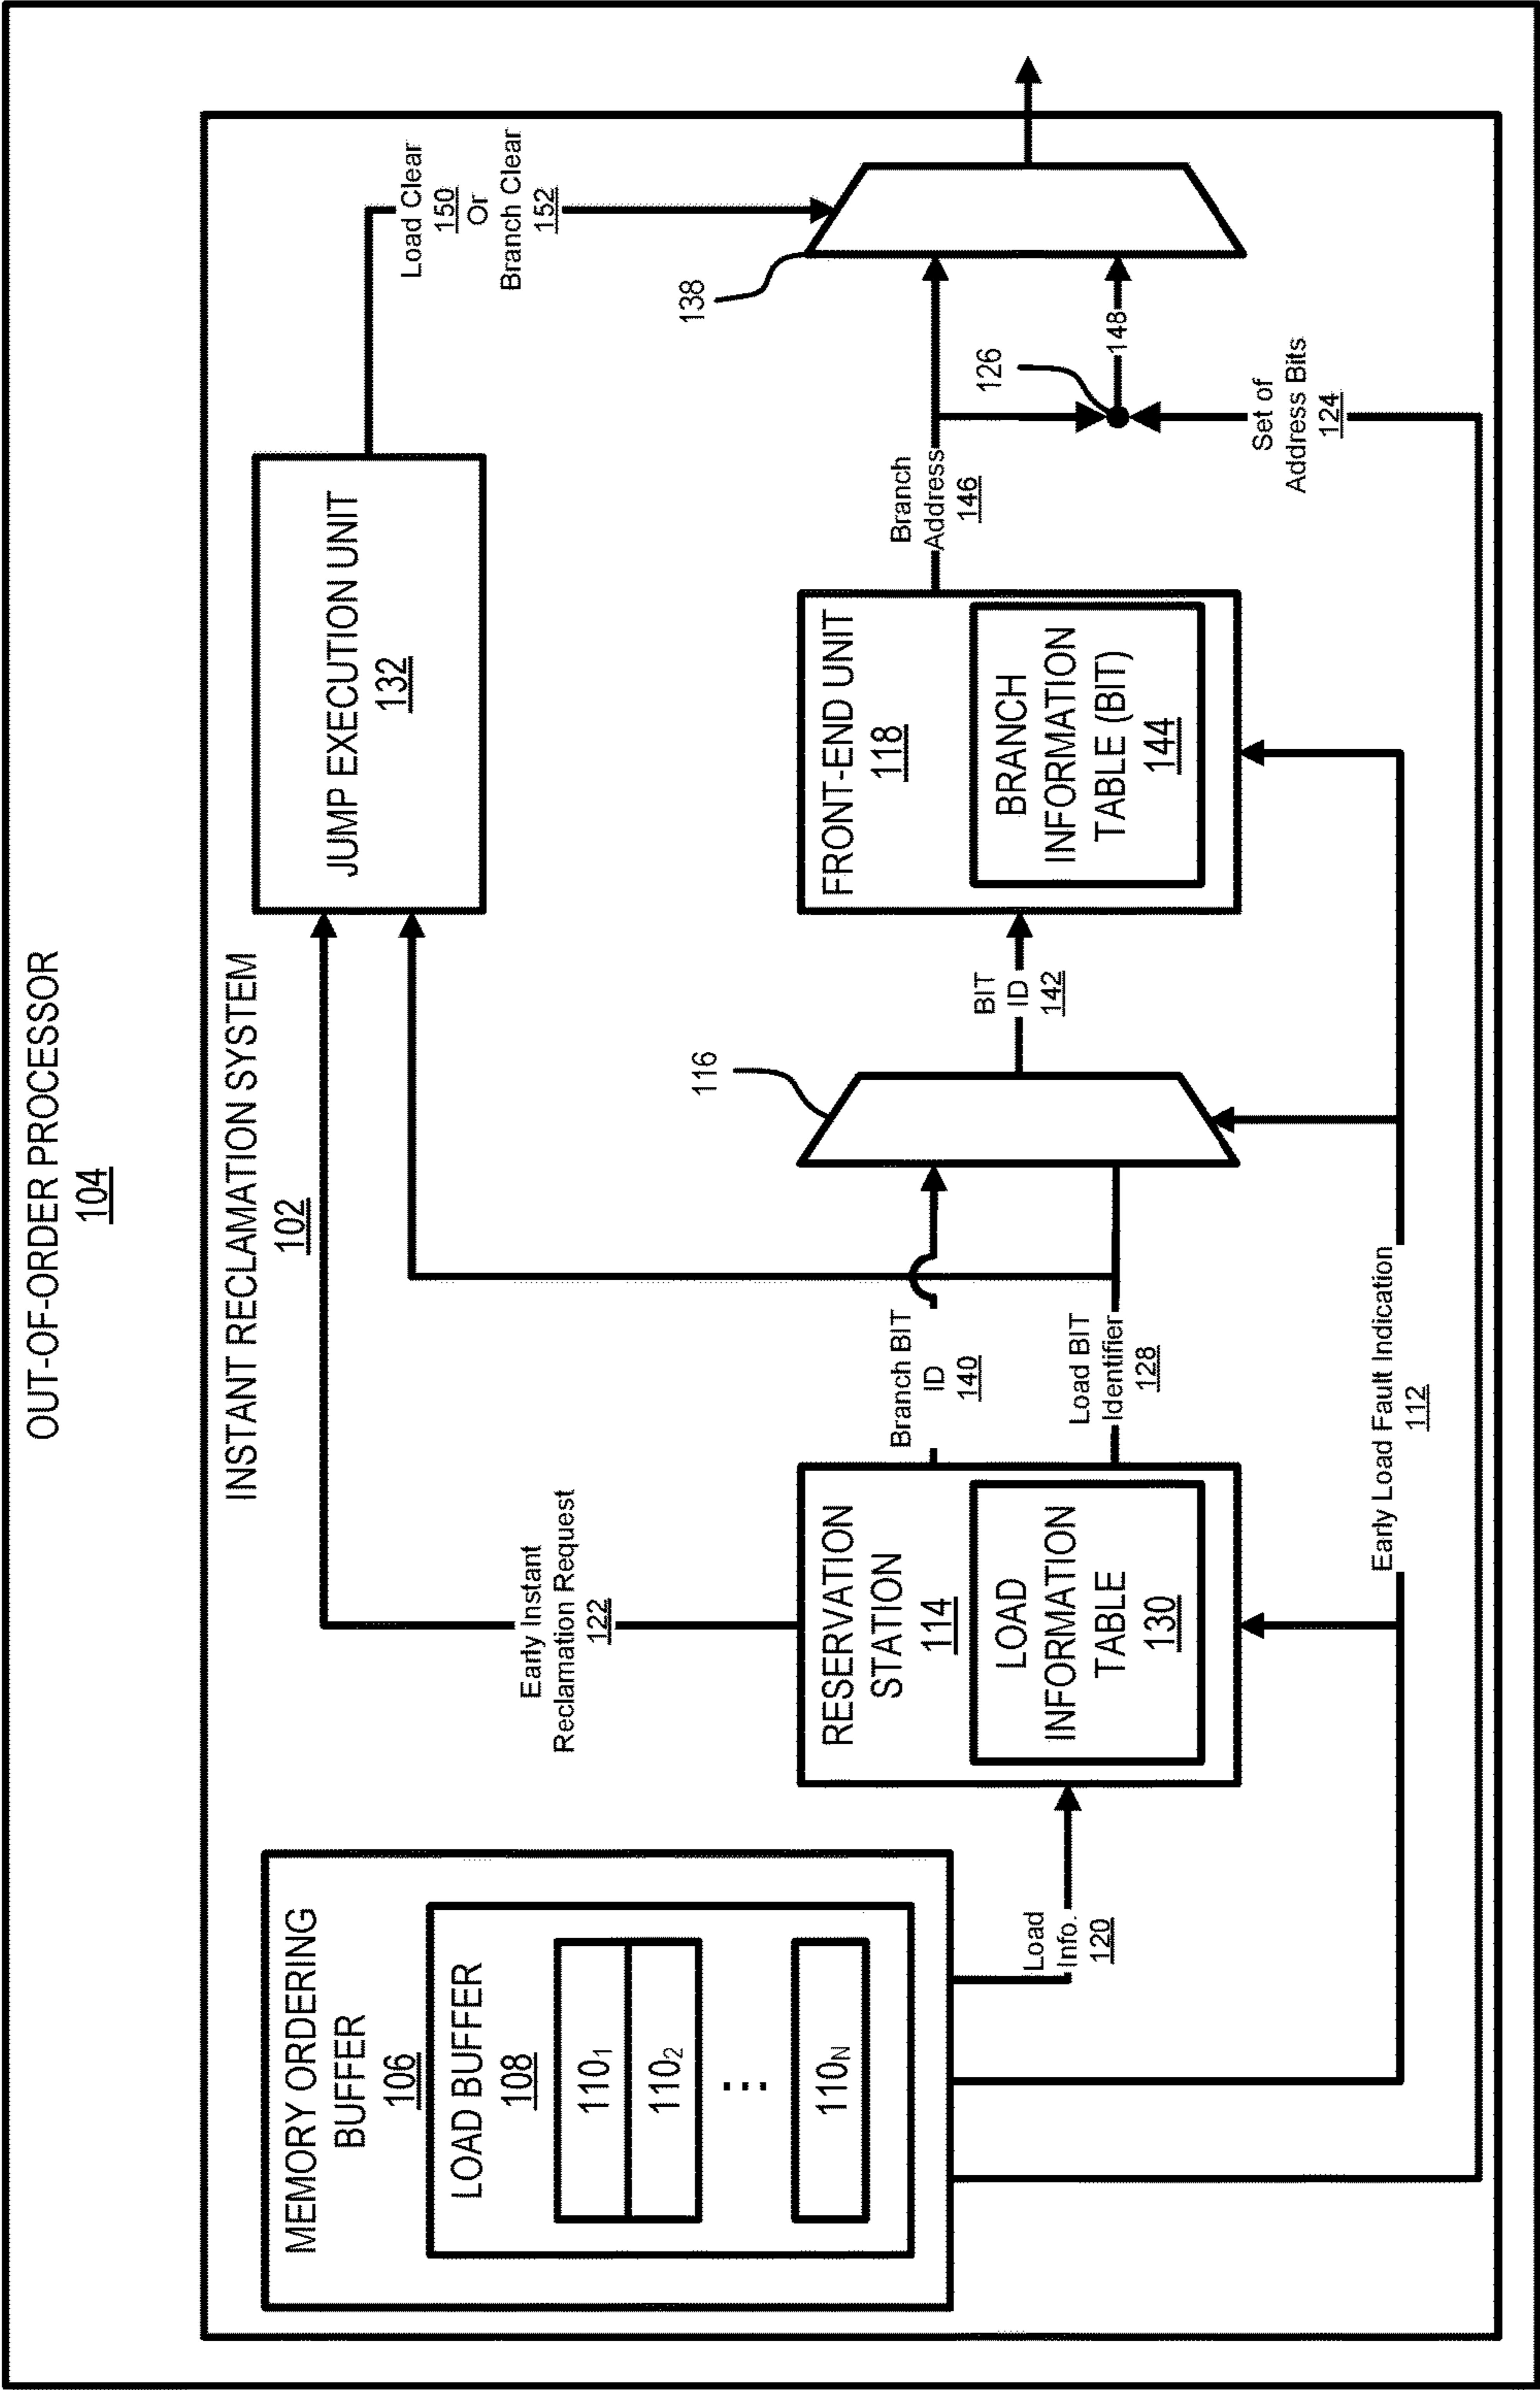 OUT-OF-ORDER PROCESSOR
104
INSTANT RECLAMATION SYSTEM
102
MEMORY ORDERING
BUFFER
106
LOAD BUFFER
108
110₁
110₂
⋮
110N
Load
Info.
120
Early Instant
Reclamation Request
122
RESERVATION
STATION
114
LOAD
INFORMATION
TABLE
130
Branch BIT
ID
140
Load BIT
Identifier
128
Early Load Fault Indication
112
116
BIT
ID
142
JUMP EXECUTION UNIT
132
FRONT-END UNIT
118
BRANCH
INFORMATION
TABLE (BIT)
144
Branch
Address
146
126
148
Set of
Address Bits
124
138
Load Clear
150
Or
Branch Clear
152